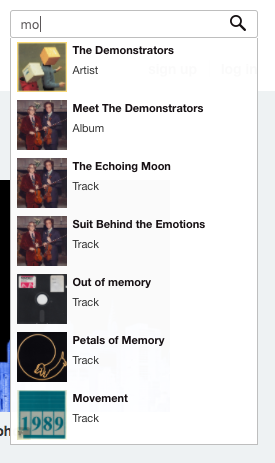 mo
sign up log in
The Demonstrators
Artist
Meet The Demonstrators
Album
The Echoing Moon
Track
Suit Behind the Emotions
Track
Out of memory
Track
Petals of Memory
Track
Movement
Track
1989